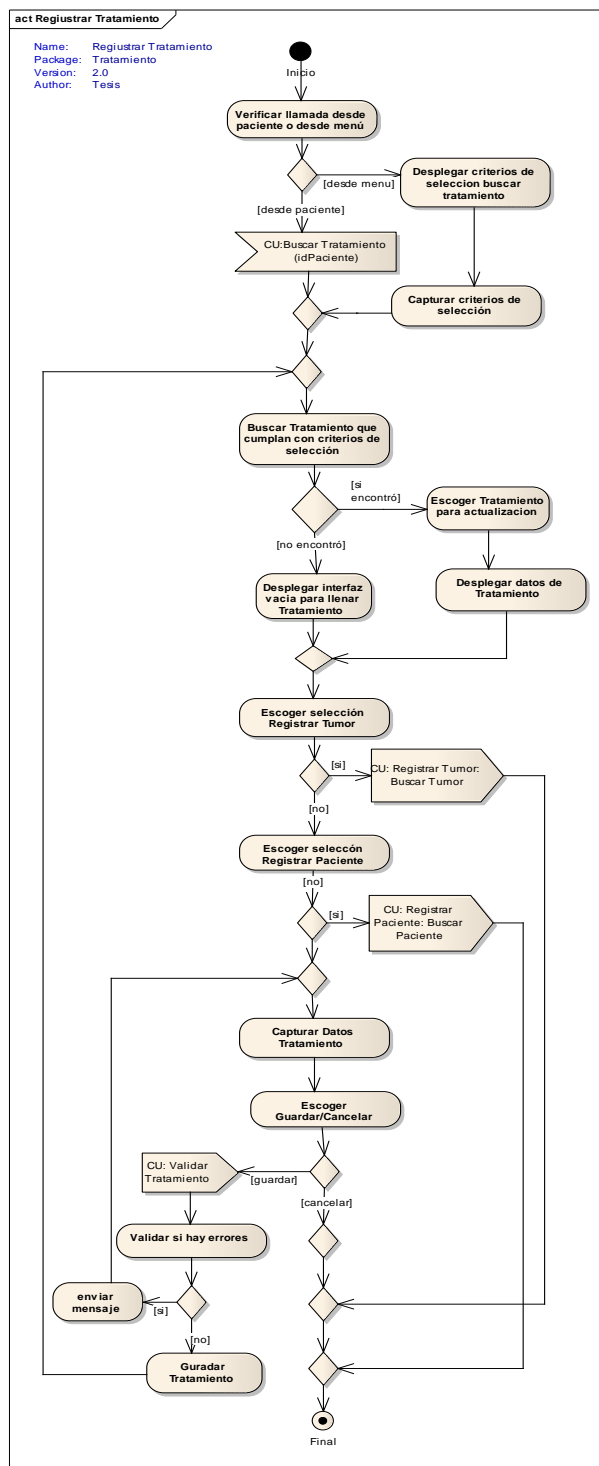 act Regiustrar Tratamiento
Name: Regiustrar Tratamiento
Package: Tratamiento
Version: 2.0
Author: Tesis
Inicio
Verificar llamada desde
paciente o desde menú
[desde menu]
Desplegar criterios de
seleccion buscar
tratamiento
[desde paciente]
CU:Buscar Tratamiento
(idPaciente)
Capturar criterios de
selección
Buscar Tratamiento que
cumplan con criterios de
selección
[si
encontró]
Escoger Tratamiento
para actualizacion
[no encontró]
Desplegar interfaz
vacia para llenar
Tratamiento
Desplegar datos de
Tratamiento
Escoger selección
Registrar Tumor
[si]
CU: Registrar Tumor:
Buscar Tumor
[no]
Escoger seleccón
Registrar Paciente
[no]
[si]
CU: Registrar
Paciente: Buscar
Paciente
Capturar Datos
Tratamiento
Escoger
Guardar/Cancelar
CU: Validar
Tratamiento
[guardar]
[cancelar]
Validar si hay errores
enviar
mensaje
[si]
[no]
Guradar
Tratamiento
Final